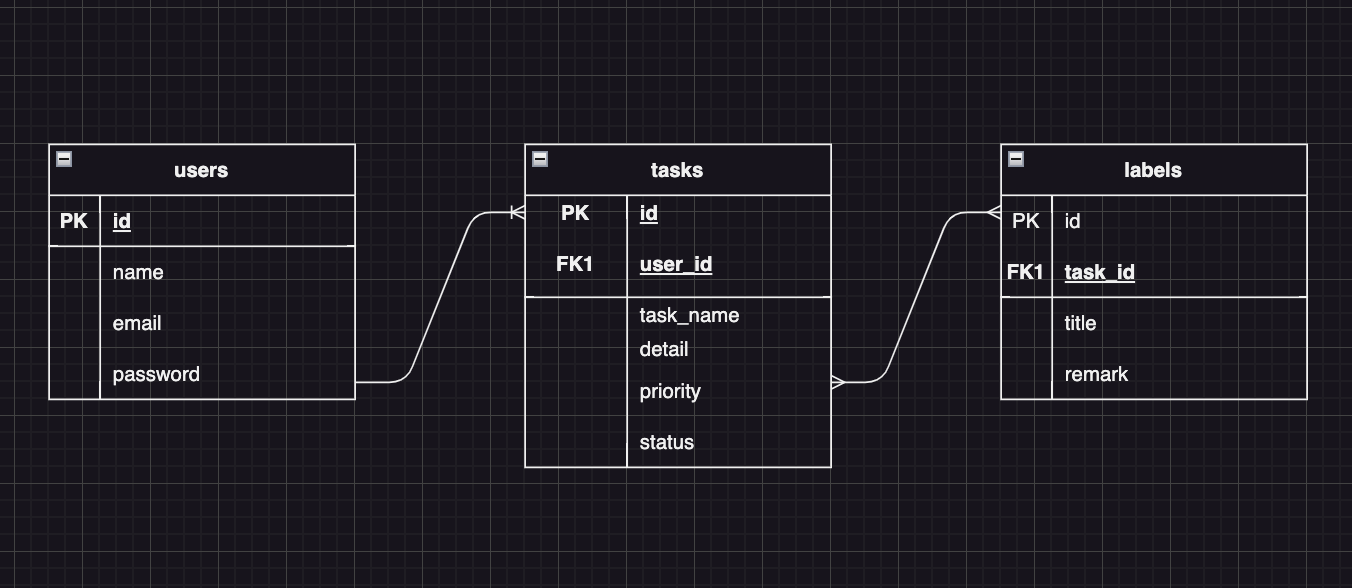 users
PK id
name
email
password
tasks
PK id
FK1 user_id
task_name
detail
priority
status
labels
PK id
FK1 task_id
title
remark